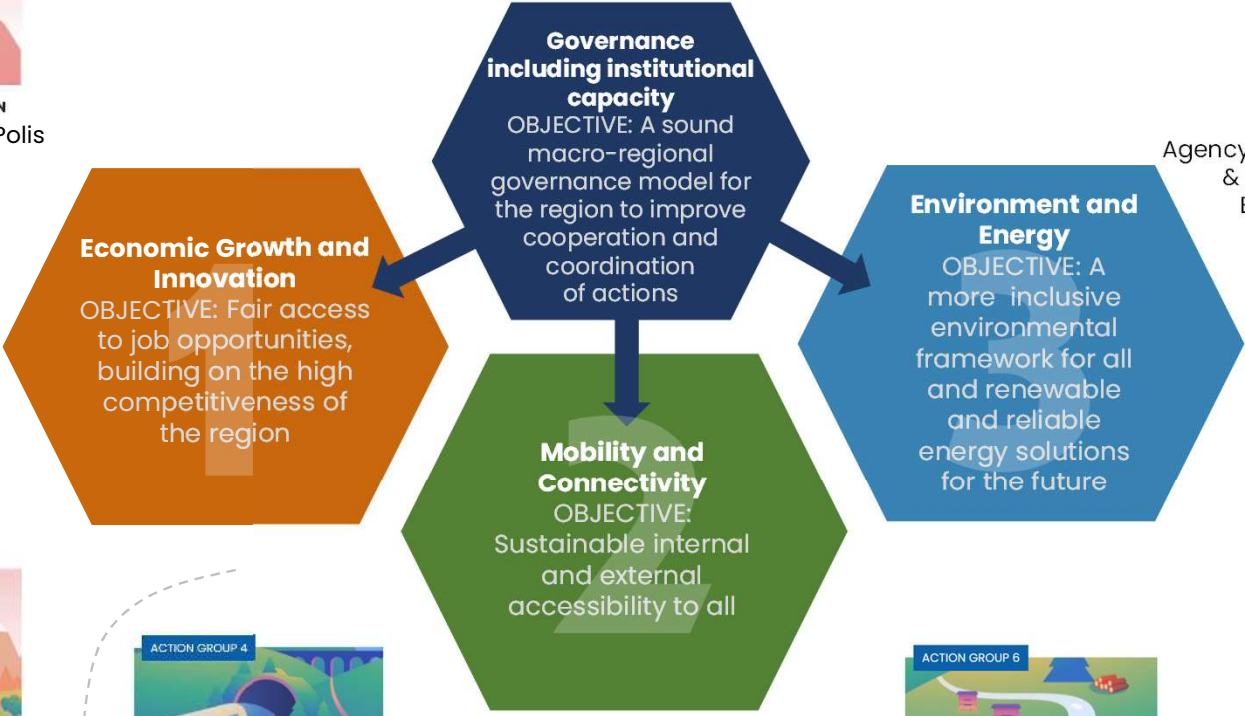 N
Polis
Governance
including institutional
capacity
OBJECTIVE: A sound
macro-regional
governance model for
the region to improve
cooperation and
coordination
of actions
Agency
&
E
Economic Growth and
Innovation
OBJECTIVE: Fair access
to job opportunities,
building on the high
competitiveness of
the region
1
Environment and
Energy
OBJECTIVE: A
more inclusive
environmental
framework for all
and renewable
and reliable
energy solutions
for the future
3
Mobility and
Connectivity
OBJECTIVE:
Sustainable internal
and external
accessibility to all
2
ACTION GROUP 4
ACTION GROUP 6